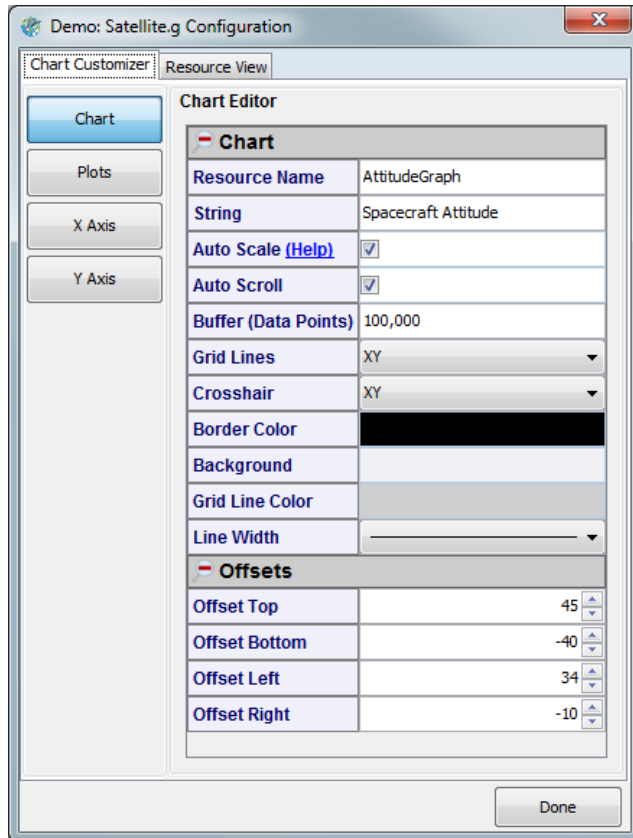 Demo: Satellite.g Configuration
Chart Customizer Resource View
Chart
Plots
X Axis
Y Axis
Chart Editor
Chart
Resource Name AttitudeGraph
String Spacecraft Attitude
Auto Scale (Help)
Auto Scroll
Buffer (Data Points) 100,000
Grid Lines XY
Crosshair XY
Border Color
Background
Grid Line Color
Line Width
Offsets
Offset Top 45
Offset Bottom -40
Offset Left 34
Offset Right -10
Done